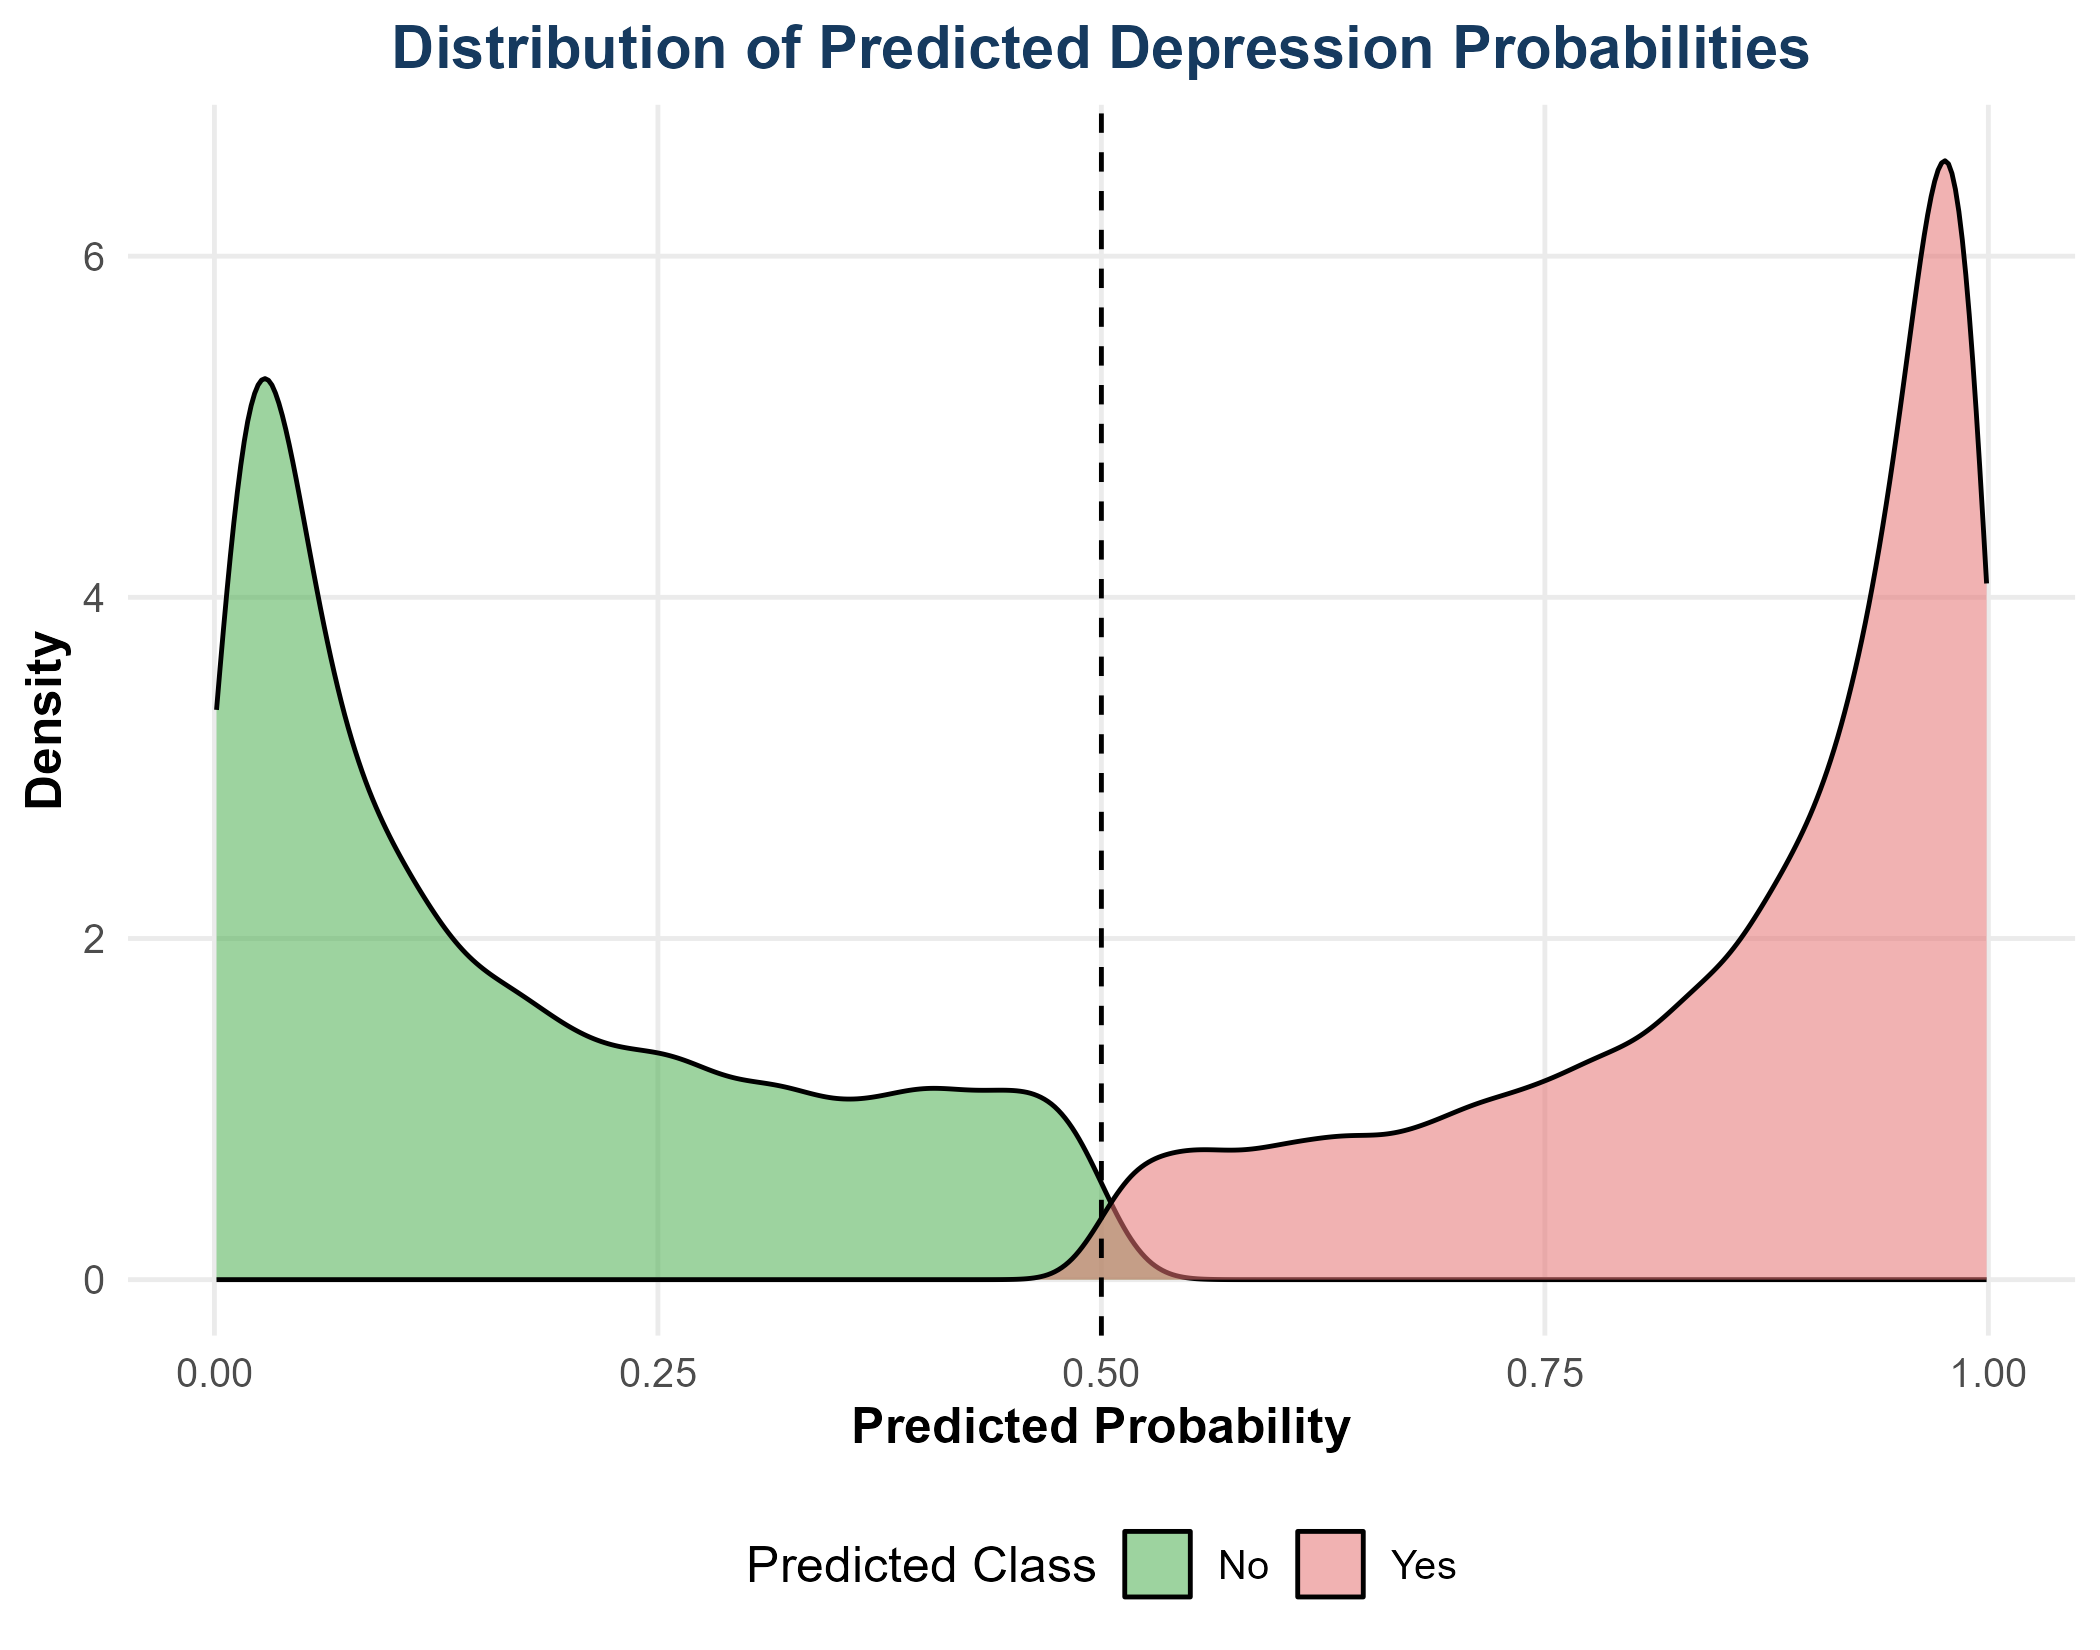 Distribution of Predicted Depression Probabilities
Density
6
4
2
0
0.00 0.25 0.50 0.75 1.00
Predicted Probability
Predicted Class No Yes